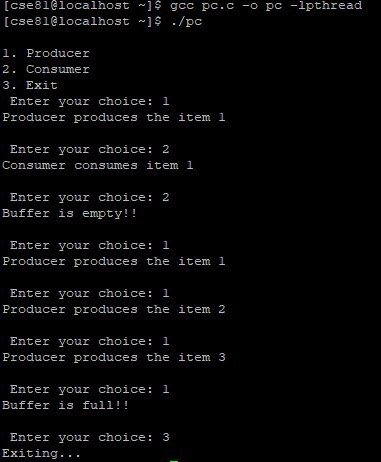 [cse81@localhost ~]$ gcc pc.c -o pc -lpthread
[cse81@localhost ~]$ ./pc
1. Producer
2. Consumer
3. Exit
Enter your choice: 1
Producer produces the item 1
Enter your choice: 2
Consumer consumes item 1
Enter your choice: 2
Buffer is empty!!
Enter your choice: 1
Producer produces the item 1
Enter your choice: 1
Producer produces the item 2
Enter your choice: 1
Producer produces the item 3
Enter your choice: 1
Buffer is full!!
Enter your choice: 3
Exiting...